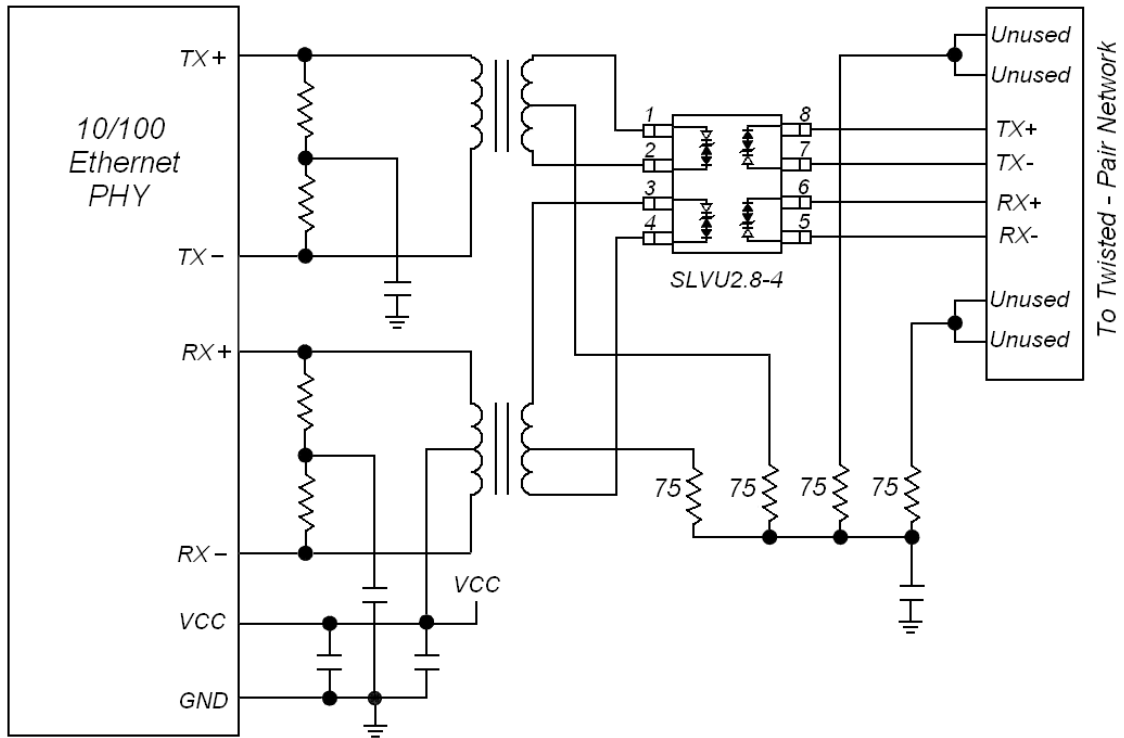 TX+
10/100
Ethernet
PHY
TX−
RX+
RX−
VCC
GND
VCC
1
2
3
4
8
7
6
5
SLVU2.8-4
75
75
75
75
Unused
Unused
TX+
TX-
RX+
RX-
Unused
Unused
To Twisted - Pair Network